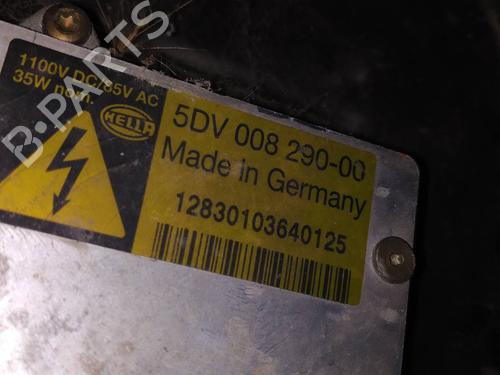 1100V DC/85V AC
35W nom.
HELLA
5DV 008 290-00
Made in Germany
12830103640125
B-PARTS